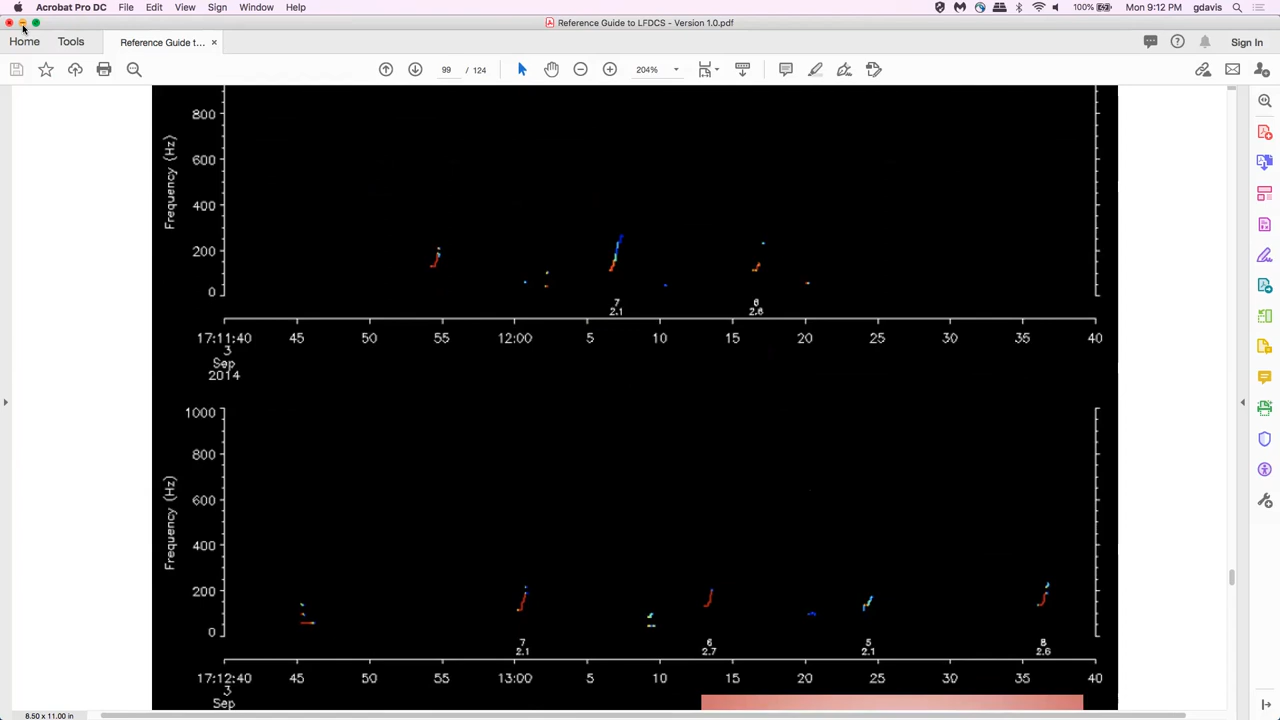 Acrobat Pro DC File Edit View Sign Window Help 100% Mon 9:12 PM gdavis
Reference Guide to LFDCS - Version 1.0.pdf
Home Tools Reference Guide t... × Sign In
99 / 124 204%
800
600
400
200
0
Frequency (Hz)
7 8
2.1 2.6
17:11:40 45 50 55 12:00 5 10 15 20 25 30 35 40
3
Sep
2014
1000
800
600
400
200
0
Frequency (Hz)
7 6 5 8
2.1 2.7 2.1 2.6
17:12:40 45 50 55 13:00 5 10 15 20 25 30 35 40
3
Sep
8.50 x 11.00 in